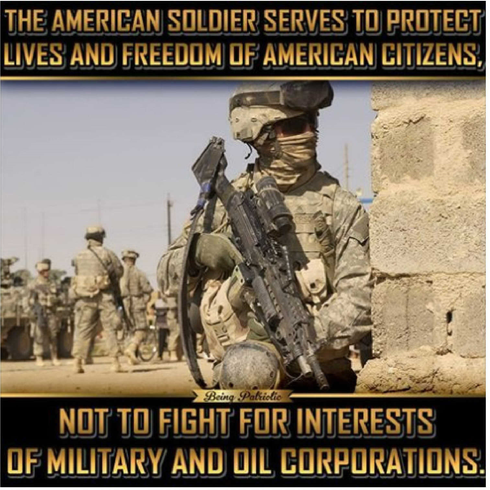 THE AMERICAN SOLDIER SERVES TO PROTECT
LIVES AND FREEDOM OF AMERICAN CITIZENS,
Being Patriotic
NOT TO FIGHT FOR INTERESTS
OF MILITARY AND OIL CORPORATIONS.